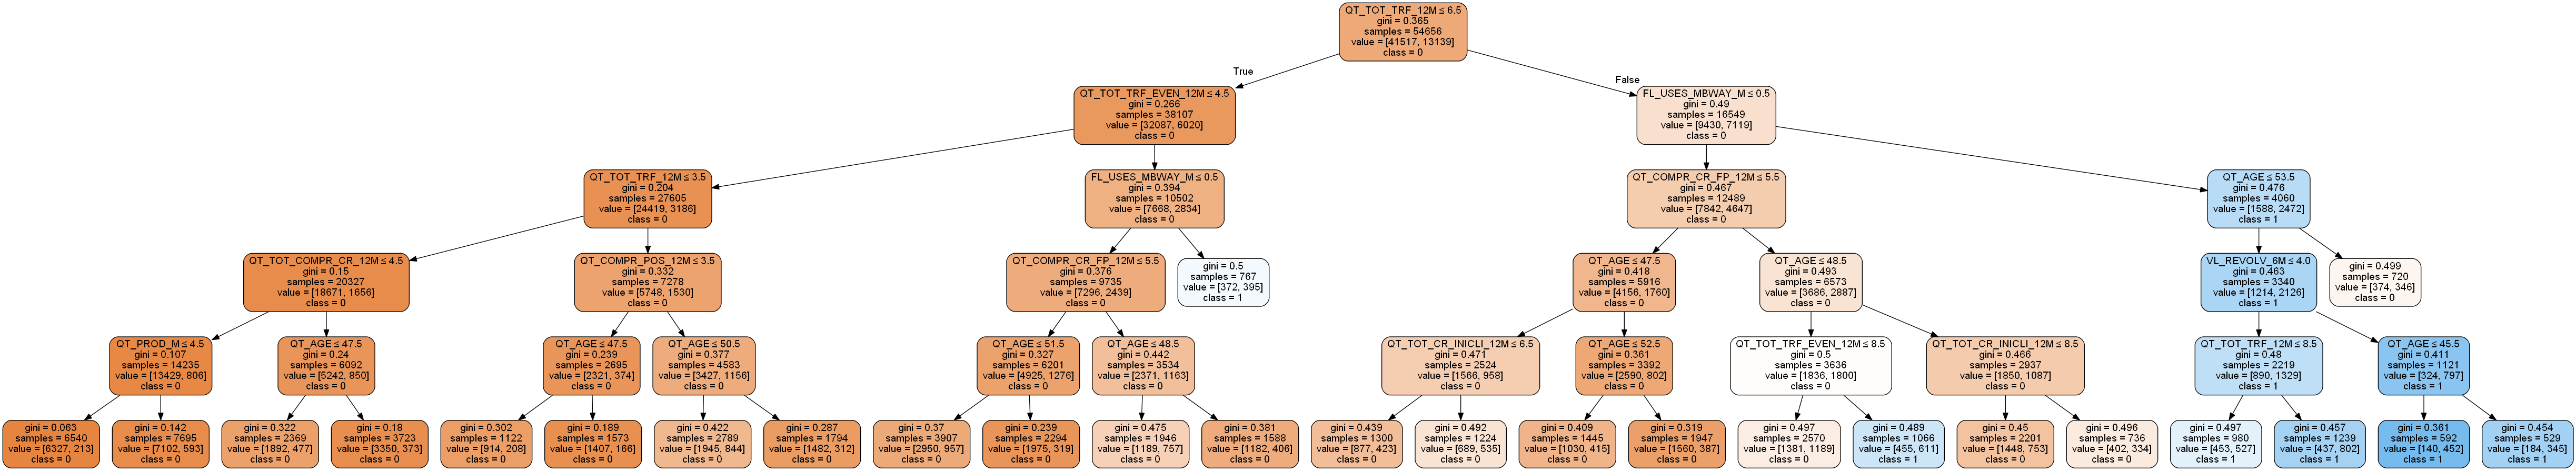 QT_TOT_TRF_12M ≤ 6.5
gini = 0.365
samples = 54656
value = [41517, 13139]
class = 0
True
False
QT_TOT_TRF_EVEN_12M ≤ 4.5
gini = 0.266
samples = 38107
value = [32087, 6020]
class = 0
FL_USES_MBWAY_M ≤ 0.5
gini = 0.49
samples = 16549
value = [9430, 7119]
class = 0
QT_TOT_TRF_12M ≤ 3.5
gini = 0.204
samples = 27605
value = [24419, 3186]
class = 0
FL_USES_MBWAY_M ≤ 0.5
gini = 0.394
samples = 10502
value = [7668, 2834]
class = 0
QT_COMPR_CR_FP_12M ≤ 5.5
gini = 0.467
samples = 12489
value = [7842, 4647]
class = 0
QT_AGE ≤ 53.5
gini = 0.476
samples = 4060
value = [1588, 2472]
class = 1
QT_TOT_COMPR_CR_12M ≤ 4.5
gini = 0.15
samples = 20327
value = [18671, 1656]
class = 0
QT_COMPR_POS_12M ≤ 3.5
gini = 0.332
samples = 7278
value = [5748, 1530]
class = 0
QT_COMPR_CR_FP_12M ≤ 5.5
gini = 0.376
samples = 9735
value = [7296, 2439]
class = 0
gini = 0.5
samples = 767
value = [372, 395]
class = 1
QT_AGE ≤ 47.5
gini = 0.418
samples = 5916
value = [4156, 1760]
class = 0
QT_AGE ≤ 48.5
gini = 0.493
samples = 6573
value = [3686, 2887]
class = 0
VL_REVOLV_6M ≤ 4.0
gini = 0.463
samples = 3340
value = [1214, 2126]
class = 1
gini = 0.499
samples = 720
value = [374, 346]
class = 0
QT_PROD_M ≤ 4.5
gini = 0.107
samples = 14235
value = [13429, 806]
class = 0
QT_AGE ≤ 47.5
gini = 0.24
samples = 6092
value = [5242, 850]
class = 0
QT_AGE ≤ 47.5
gini = 0.239
samples = 2695
value = [2321, 374]
class = 0
QT_AGE ≤ 50.5
gini = 0.377
samples = 4583
value = [3427, 1156]
class = 0
QT_AGE ≤ 51.5
gini = 0.327
samples = 6201
value = [4925, 1276]
class = 0
QT_AGE ≤ 48.5
gini = 0.442
samples = 3534
value = [2371, 1163]
class = 0
QT_TOT_CR_INICLI_12M ≤ 6.5
gini = 0.471
samples = 2524
value = [1566, 958]
class = 0
QT_AGE ≤ 52.5
gini = 0.361
samples = 3392
value = [2590, 802]
class = 0
QT_TOT_TRF_EVEN_12M ≤ 8.5
gini = 0.5
samples = 3636
value = [1836, 1800]
class = 0
QT_TOT_CR_INICLI_12M ≤ 8.5
gini = 0.466
samples = 2937
value = [1850, 1087]
class = 0
QT_TOT_TRF_12M ≤ 8.5
gini = 0.48
samples = 2219
value = [890, 1329]
class = 1
QT_AGE ≤ 45.5
gini = 0.411
samples = 1121
value = [324, 797]
class = 1
gini = 0.063
samples = 6540
value = [6327, 213]
class = 0
gini = 0.142
samples = 7695
value = [7102, 593]
class = 0
gini = 0.322
samples = 2369
value = [1892, 477]
class = 0
gini = 0.18
samples = 3723
value = [3350, 373]
class = 0
gini = 0.302
samples = 1122
value = [914, 208]
class = 0
gini = 0.189
samples = 1573
value = [1407, 166]
class = 0
gini = 0.422
samples = 2789
value = [1945, 844]
class = 0
gini = 0.287
samples = 1794
value = [1482, 312]
class = 0
gini = 0.37
samples = 3907
value = [2950, 957]
class = 0
gini = 0.239
samples = 2294
value = [1975, 319]
class = 0
gini = 0.475
samples = 1946
value = [1189, 757]
class = 0
gini = 0.381
samples = 1588
value = [1182, 406]
class = 0
gini = 0.439
samples = 1300
value = [877, 423]
class = 0
gini = 0.492
samples = 1224
value = [689, 535]
class = 0
gini = 0.409
samples = 1445
value = [1030, 415]
class = 0
gini = 0.319
samples = 1947
value = [1560, 387]
class = 0
gini = 0.497
samples = 2570
value = [1381, 1189]
class = 0
gini = 0.489
samples = 1066
value = [455, 611]
class = 1
gini = 0.45
samples = 2201
value = [1448, 753]
class = 0
gini = 0.496
samples = 736
value = [402, 334]
class = 0
gini = 0.497
samples = 980
value = [453, 527]
class = 1
gini = 0.457
samples = 1239
value = [437, 802]
class = 1
gini = 0.361
samples = 592
value = [140, 452]
class = 1
gini = 0.454
samples = 529
value = [184, 345]
class = 1